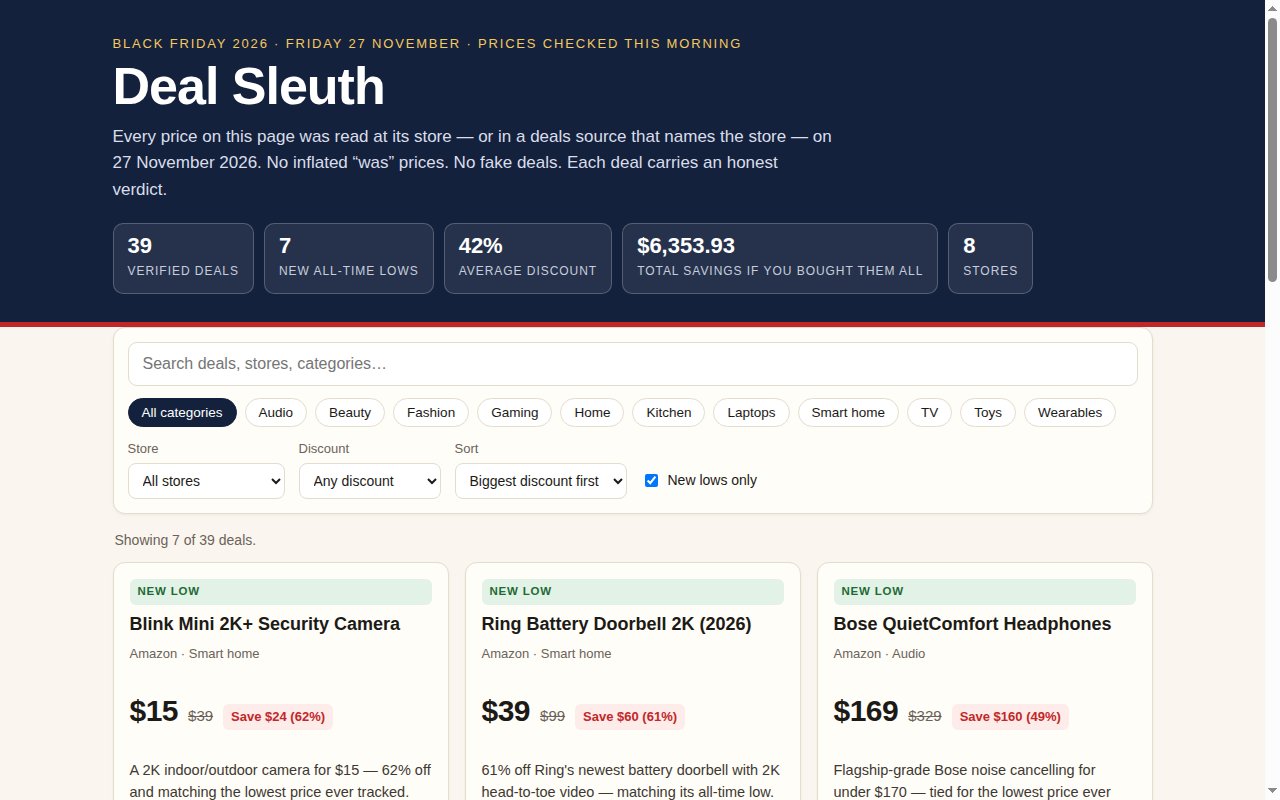 BLACK FRIDAY 2026 · FRIDAY 27 NOVEMBER · PRICES CHECKED THIS MORNING
Deal Sleuth
Every price on this page was read at its store — or in a deals source that names the store — on
27 November 2026. No inflated “was” prices. No fake deals. Each deal carries an honest
verdict.
39
VERIFIED DEALS
7
NEW ALL-TIME LOWS
42%
AVERAGE DISCOUNT
$6,353.93
TOTAL SAVINGS IF YOU BOUGHT THEM ALL
8
STORES
Search deals, stores, categories…
All categories Audio Beauty Fashion Gaming Home Kitchen Laptops Smart home TV Toys Wearables
Store Discount Sort
All stores Any discount Biggest discount first New lows only
Showing 7 of 39 deals.
NEW LOW
Blink Mini 2K+ Security Camera
Amazon · Smart home
$15 $39 Save $24 (62%)
A 2K indoor/outdoor camera for $15 — 62% off
and matching the lowest price ever tracked.
NEW LOW
Ring Battery Doorbell 2K (2026)
Amazon · Smart home
$39 $99 Save $60 (61%)
61% off Ring's newest battery doorbell with 2K
head-to-toe video — matching its all-time low.
NEW LOW
Bose QuietComfort Headphones
Amazon · Audio
$169 $329 Save $160 (49%)
Flagship-grade Bose noise cancelling for
under $170 — tied for the lowest price ever